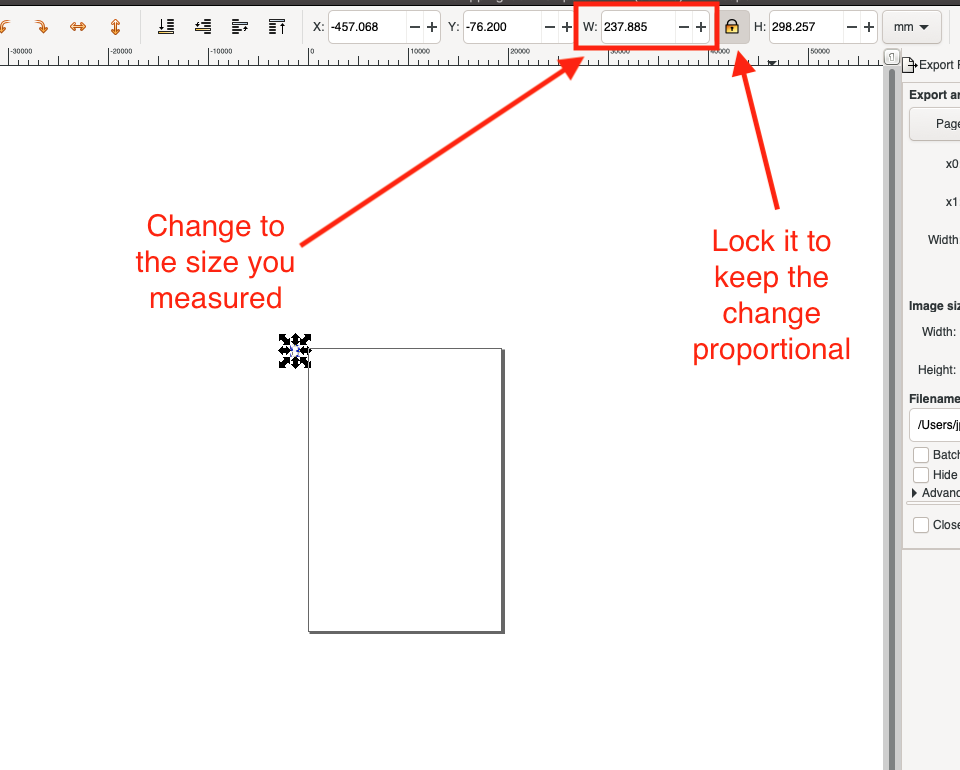 X: -457.068 Y: -76.200 W: 237.885 H: 298.257 mm
-30000 -20000 -10000 0 10000 20000 30000 40000 50000
Export
Export an
Page
x0
x1
Width
Change to
the size you
measured
Lock it to
keep the
change
proportional
Image siz
Width:
Height:
Filename
/Users/j
Batch
Hide
Advanc
Close